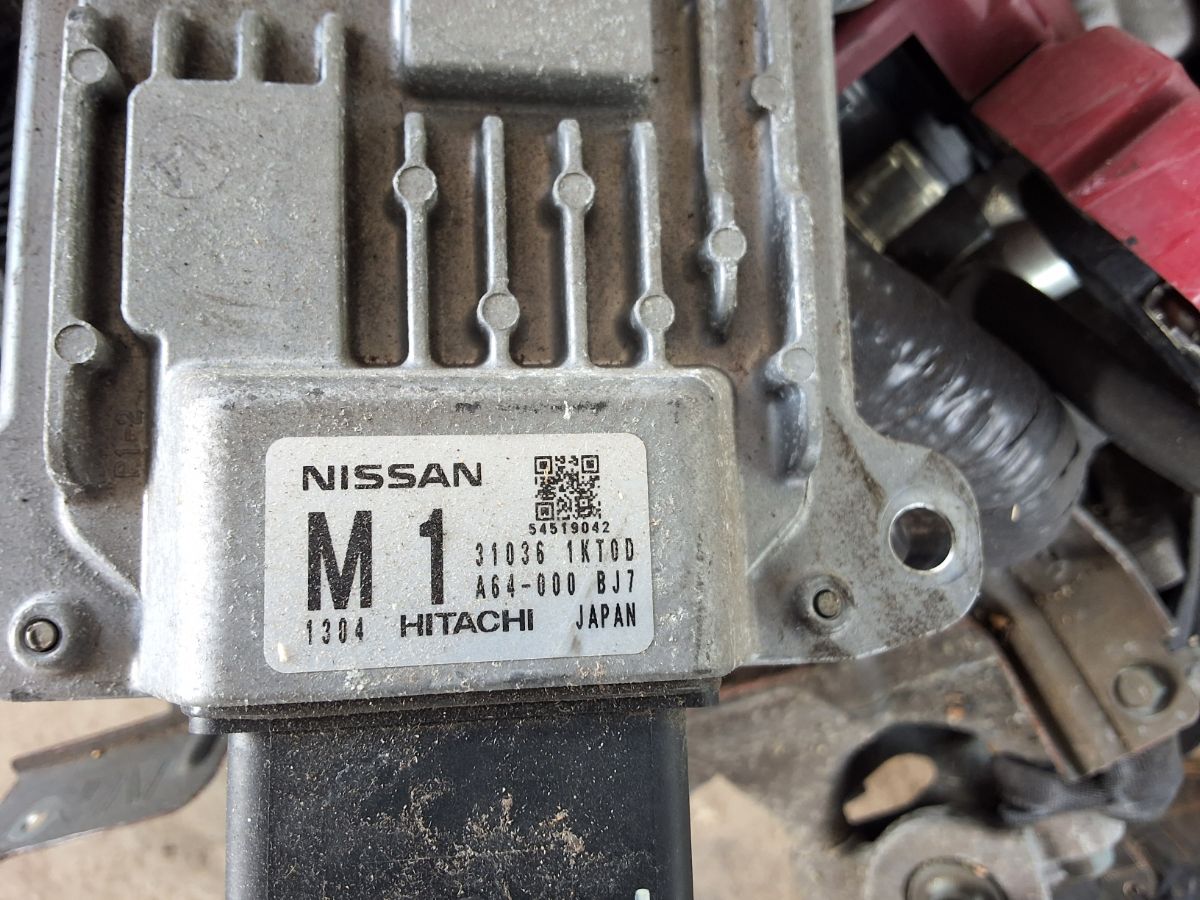 NISSAN
54519042
M 1
31036 1KT0D
A64-000 BJ7
1304 HITACHI JAPAN